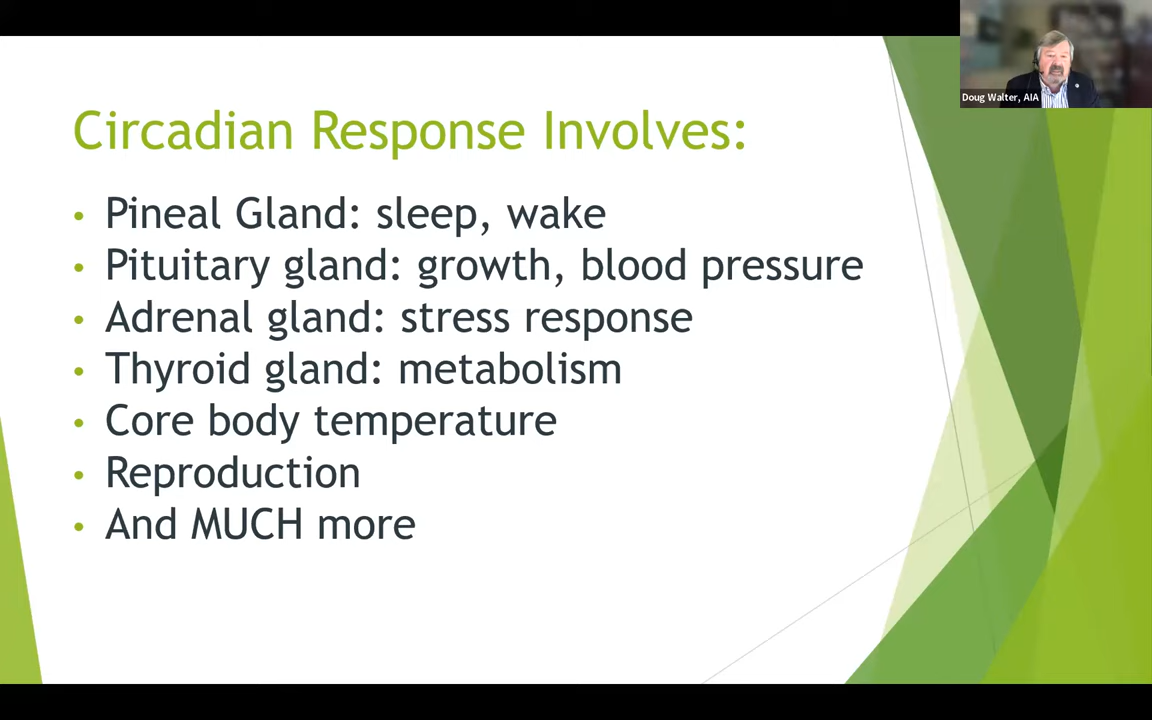 Doug Walter, AIA
Circadian Response Involves:
• Pineal Gland: sleep, wake
• Pituitary gland: growth, blood pressure
• Adrenal gland: stress response
• Thyroid gland: metabolism
• Core body temperature
• Reproduction
• And MUCH more